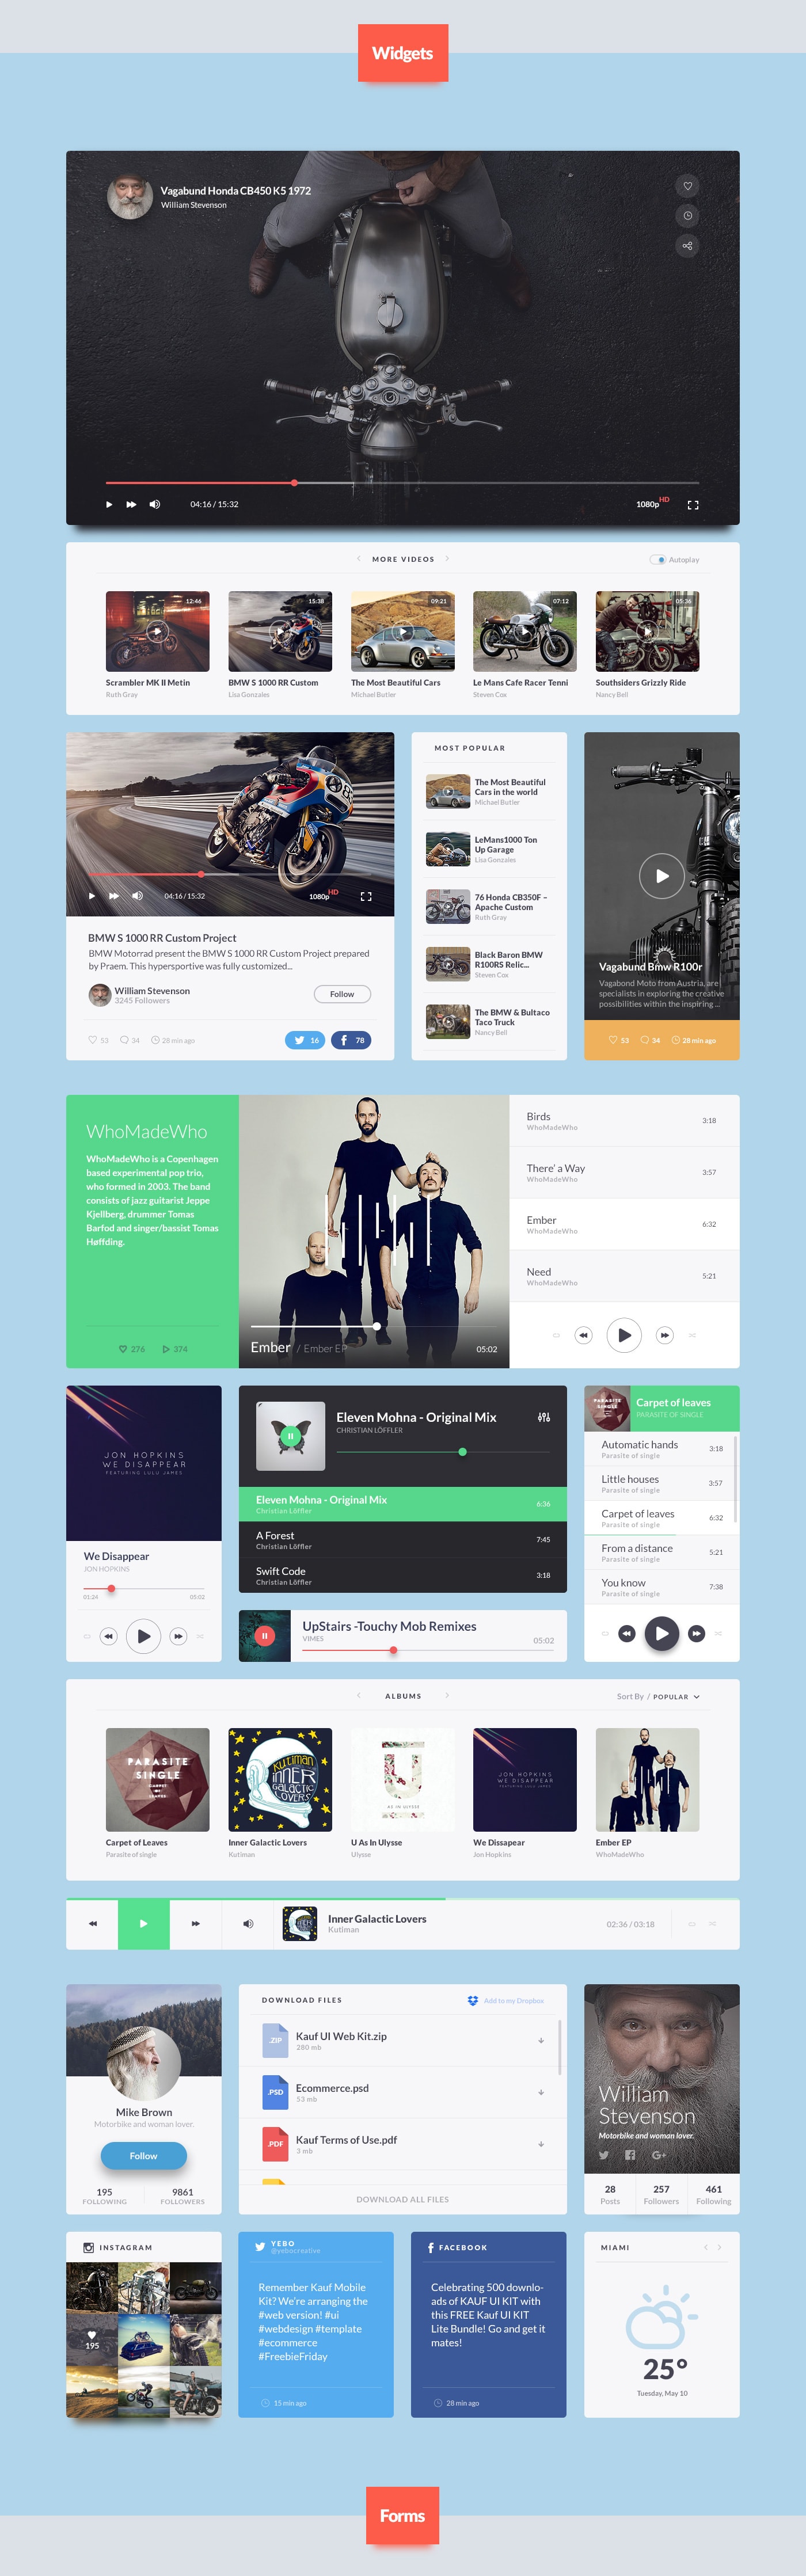 Widgets
Vagabund Honda CB450 K5 1972
William Stevenson
04:16 / 15:32
1080p HD
MORE VIDEOS
Autoplay
12:46
15:38
09:21
07:12
05:36
Scrambler MK II Metin
Ruth Gray
BMW S 1000 RR Custom
Lisa Gonzales
The Most Beautiful Cars
Michael Butler
Le Mans Cafe Racer Tenni
Steven Cox
Southsiders Grizzly Ride
Nancy Bell
04:16 / 15:32
1080p HD
BMW S 1000 RR Custom Project
BMW Motorrad present the BMW S 1000 RR Custom Project prepared
by Praem. This hypersportive was fully customized...
William Stevenson
3245 Followers
Follow
53
34
28 min ago
16
78
MOST POPULAR
The Most Beautiful
Cars in the world
Michael Butler
LeMans1000 Ton
Up Garage
Lisa Gonzales
76 Honda CB350F –
Apache Custom
Ruth Gray
Black Baron BMW
R100RS Relic...
Steven Cox
The BMW & Bultaco
Taco Truck
Nancy Bell
Vagabund Bmw R100r
Vagabond Moto from Austria, are
specialists in exploring the creative
possibilities within the inspiring ...
53
34
28 min ago
WhoMadeWho
WhoMadeWho is a Copenhagen
based experimental pop trio,
who formed in 2003. The band
consists of jazz guitarist Jeppe
Kjellberg, drummer Tomas
Barfod and singer/bassist Tomas
Høffding.
276
374
Ember / Ember EP
05:02
Birds
WhoMadeWho
3:18
There' a Way
WhoMadeWho
3:57
Ember
WhoMadeWho
6:32
Need
WhoMadeWho
5:21
JON HOPKINS
WE DISAPPEAR
FEATURING LULU JAMES
We Disappear
JON HOPKINS
01:24
05:02
Eleven Mohna - Original Mix
CHRISTIAN LÖFFLER
Eleven Mohna - Original Mix
Christian Löffler
6:36
A Forest
Christian Löffler
7:45
Swift Code
Christian Löffler
3:18
UpStairs -Touchy Mob Remixes
VIMES
05:02
PARASITE
SINGLE
Carpet of leaves
PARASITE OF SINGLE
Automatic hands
Parasite of single
3:18
Little houses
Parasite of single
3:57
Carpet of leaves
Parasite of single
6:32
From a distance
Parasite of single
5:21
You know
Parasite of single
7:38
ALBUMS
Sort By / POPULAR
PARASITE
SINGLE
CARPET
OF
LEAVES
Kutiman
INNER
GALACTIC
LOVERS
U
AS IN ULYSSE
JON HOPKINS
WE DISAPPEAR
Carpet of Leaves
Parasite of single
Inner Galactic Lovers
Kutiman
U As In Ulysse
Ulysse
We Dissapear
Jon Hopkins
Ember EP
WhoMadeWho
Inner Galactic Lovers
Kutiman
02:36 / 03:18
Mike Brown
Motorbike and woman lover.
Follow
195
FOLLOWING
9861
FOLLOWERS
DOWNLOAD FILES
Add to my Dropbox
.ZIP
Kauf UI Web Kit.zip
280 mb
.PSD
Ecommerce.psd
53 mb
.PDF
Kauf Terms of Use.pdf
3 mb
DOWNLOAD ALL FILES
William
Stevenson
Motorbike and woman lover.
28
Posts
257
Followers
461
Following
INSTAGRAM
195
YEBO
@yebocreative
Remember Kauf Mobile
Kit? We're arranging the
#web version! #ui
#webdesign #template
#ecommerce
#FreebieFriday
15 min ago
FACEBOOK
Celebrating 500 downlo-
ads of KAUF UI KIT with
this FREE Kauf UI KIT
Lite Bundle! Go and get it
mates!
28 min ago
MIAMI
25°
Tuesday, May 10
Forms